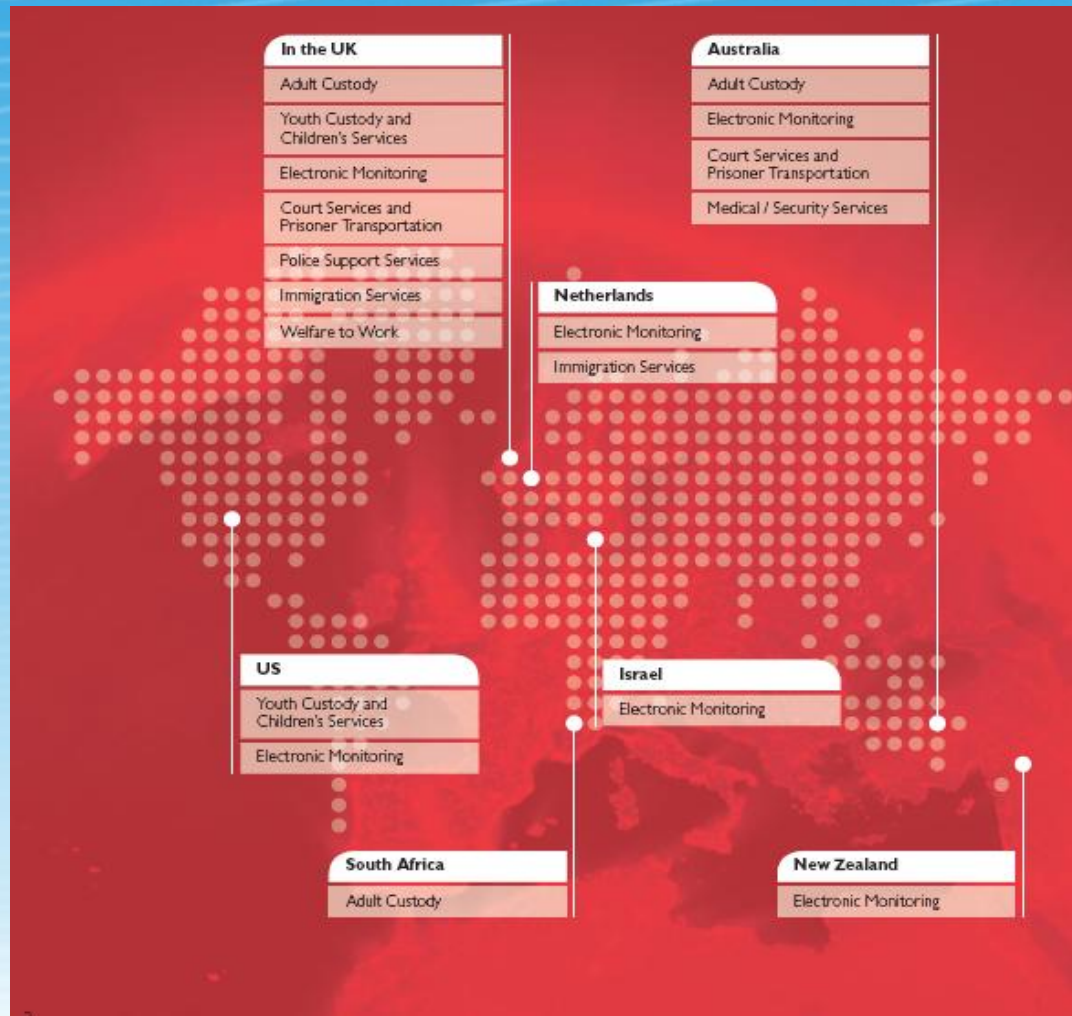 In the UK
Adult Custody
Youth Custody and
Children's Services
Electronic Monitoring
Court Services and
Prisoner Transportation
Police Support Services
Immigration Services
Welfare to Work
Australia
Adult Custody
Electronic Monitoring
Court Services and
Prisoner Transportation
Medical / Security Services
Netherlands
Electronic Monitoring
Immigration Services
US
Youth Custody and
Children's Services
Electronic Monitoring
Israel
Electronic Monitoring
South Africa
Adult Custody
New Zealand
Electronic Monitoring